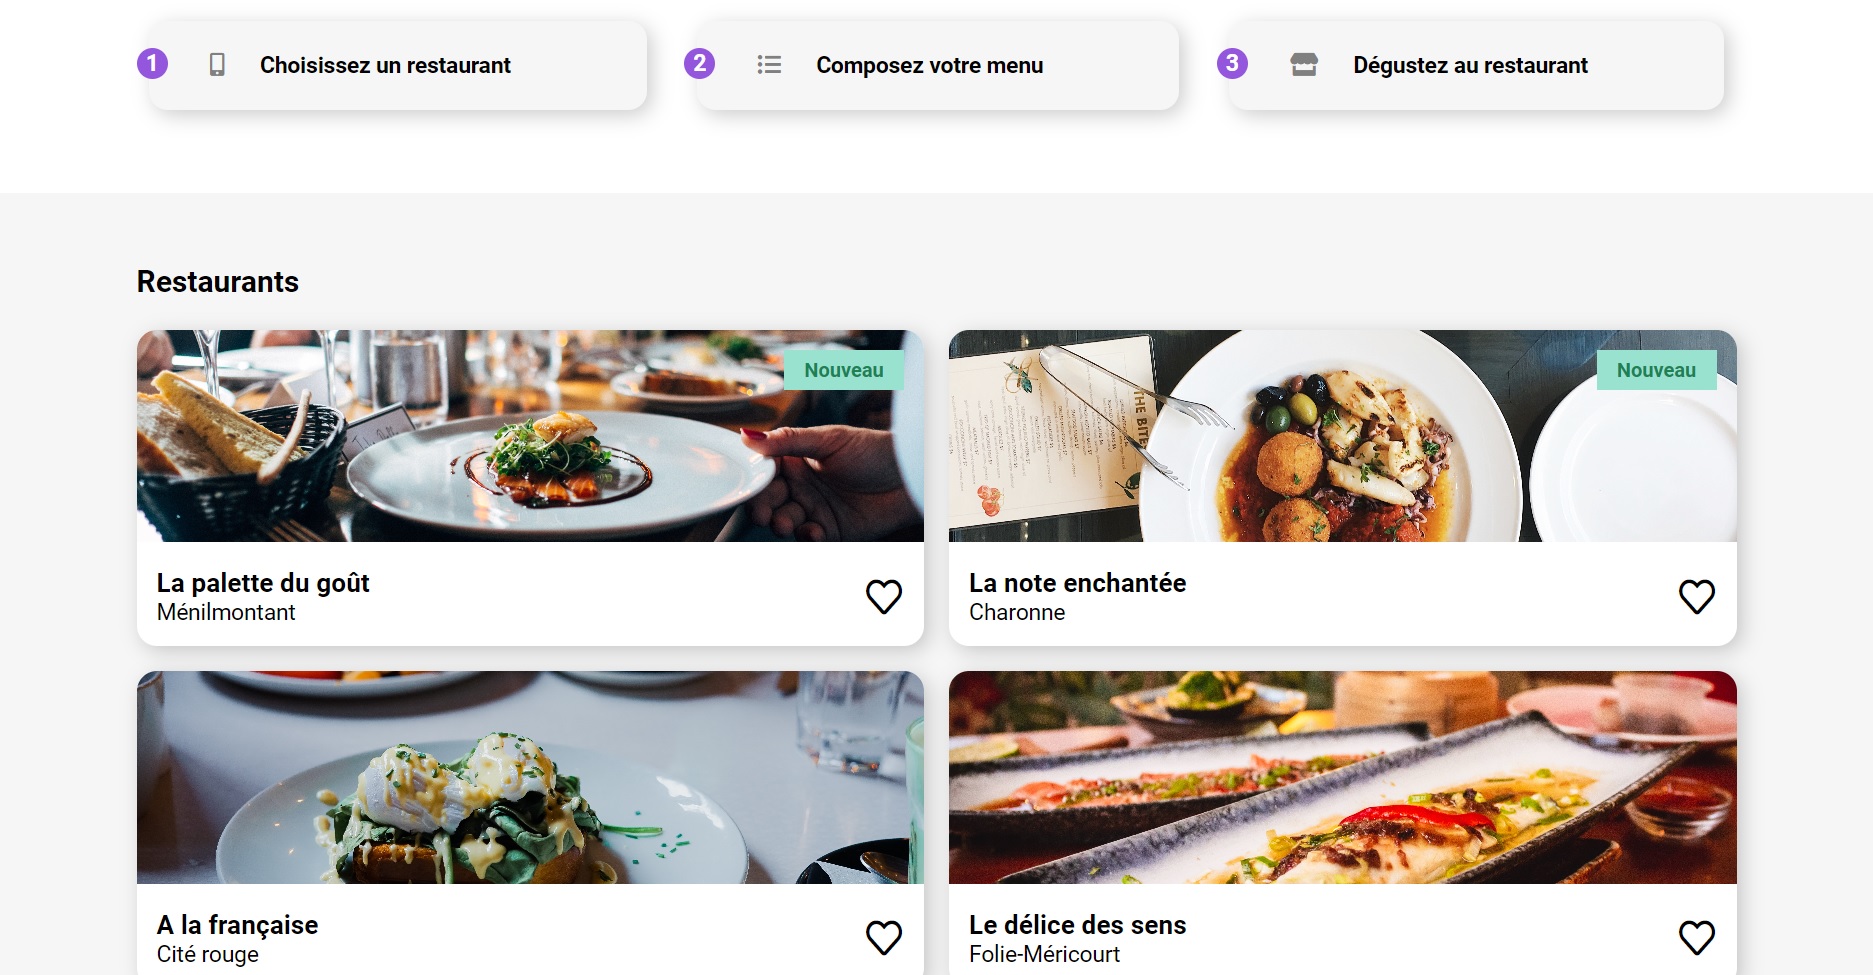 1 Choisissez un restaurant
2 Composez votre menu
3 Dégustez au restaurant
Restaurants
Nouveau
THE BITE
La palette du goût
Ménilmontant
Nouveau
La note enchantée
Charonne
A la française
Cité rouge
Le délice des sens
Folie-Méricourt